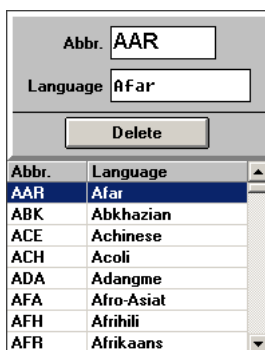 Abbr. AAR
Language Afar
Delete
Abbr. Language
AAR Afar
ABK Abkhazian
ACE Achinese
ACH Acoli
ADA Adangme
AFA Afro-Asiat
AFH Afrihili
AFR Afrikaans